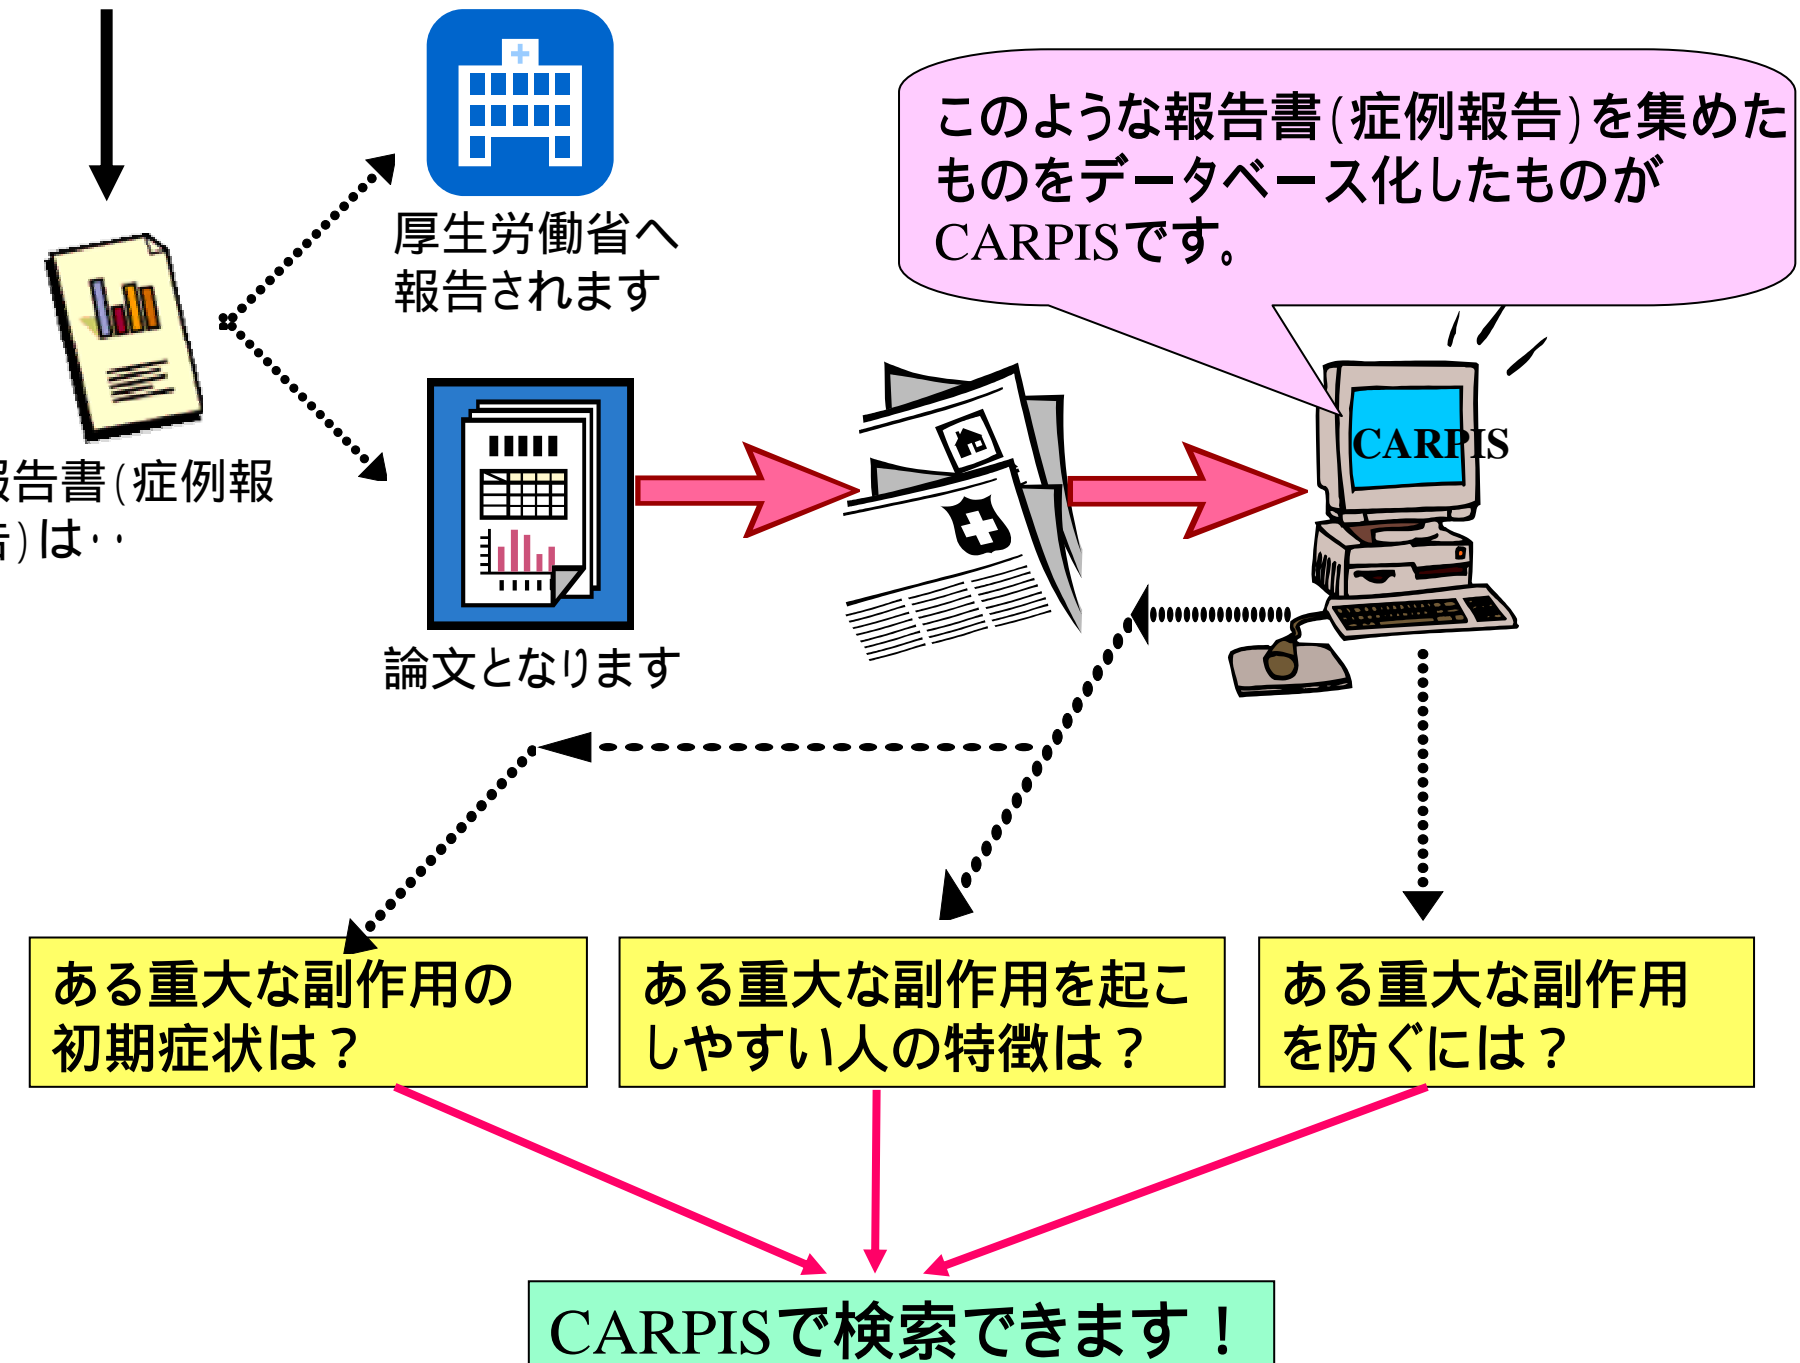 厚生労働省へ
報告されます
このような報告書(症例報告)を集めた
ものをデータベース化したものが
CARPISです。
CARPIS
報告書(症例報
告)は‥
論文となります
ある重大な副作用の
初期症状は？
ある重大な副作用を起こ
しやすい人の特徴は？
ある重大な副作用
を防ぐには？
CARPISで検索できます！